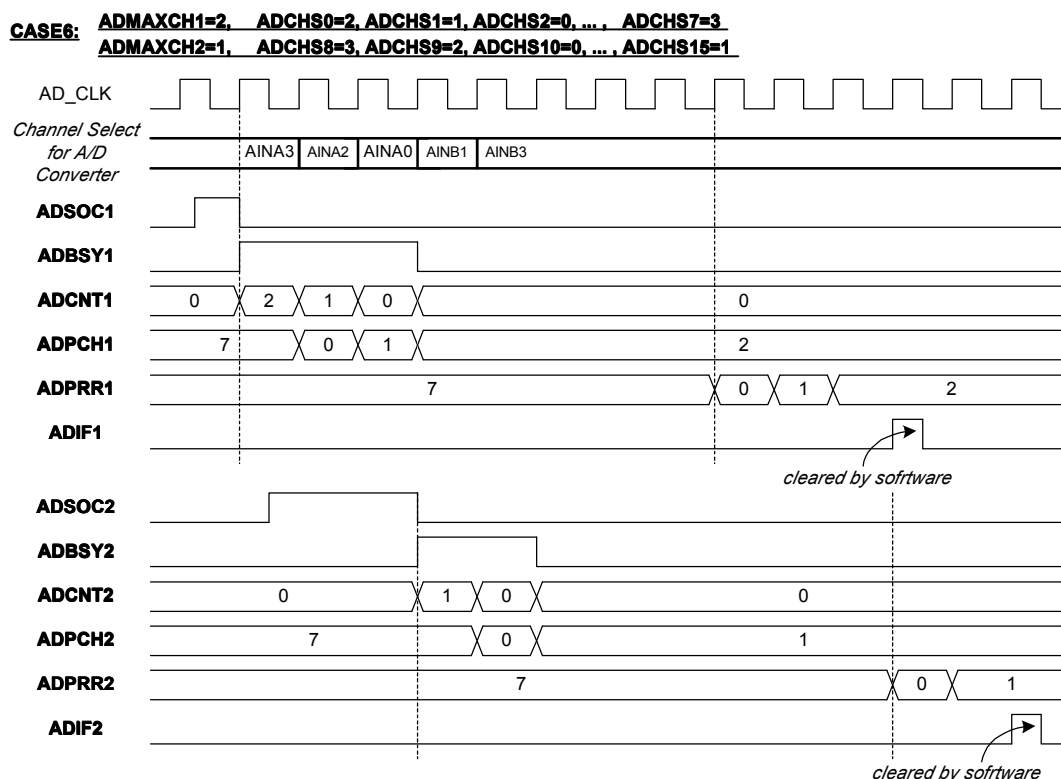 CASE6: ADMAXCH1=2, ADCHS0=2, ADCHS1=1, ADCHS2=0, ... , ADCHS7=3
ADMAXCH2=1, ADCHS8=3, ADCHS9=2, ADCHS10=0, ... , ADCHS15=1
AD_CLK
Channel Select
for A/D
Converter
AINA3 AINA2 AINA0 AINB1 AINB3
ADSOC1
ADBSY1
ADCNT1 0 2 1 0 0
ADPCH1 7 0 1 2
ADPRR1 7 0 1 2
ADIF1
cleared by sofrtware
ADSOC2
ADBSY2
ADCNT2 0 1 0 0
ADPCH2 7 0 1
ADPRR2 7 0 1
ADIF2
cleared by sofrtware